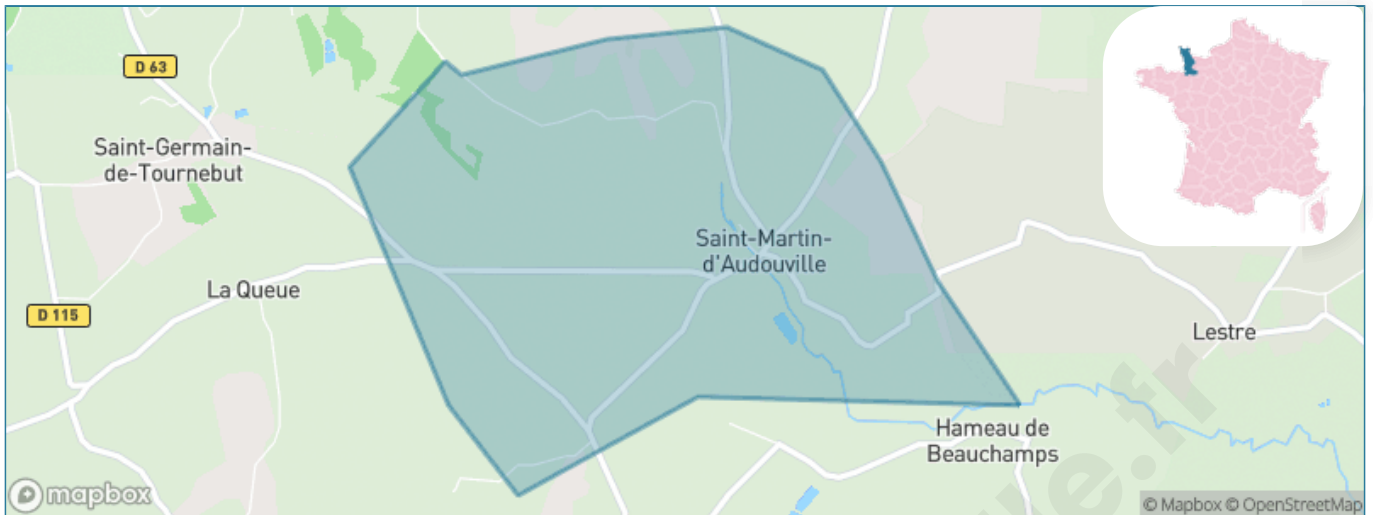 D 63
Saint-Germain-
de-Tournebut
Saint-Martin-
d'Audouville
La Queue
D 115
Lestre
Hameau de
Beauchamps
mapbox
© Mapbox © OpenStreetMap